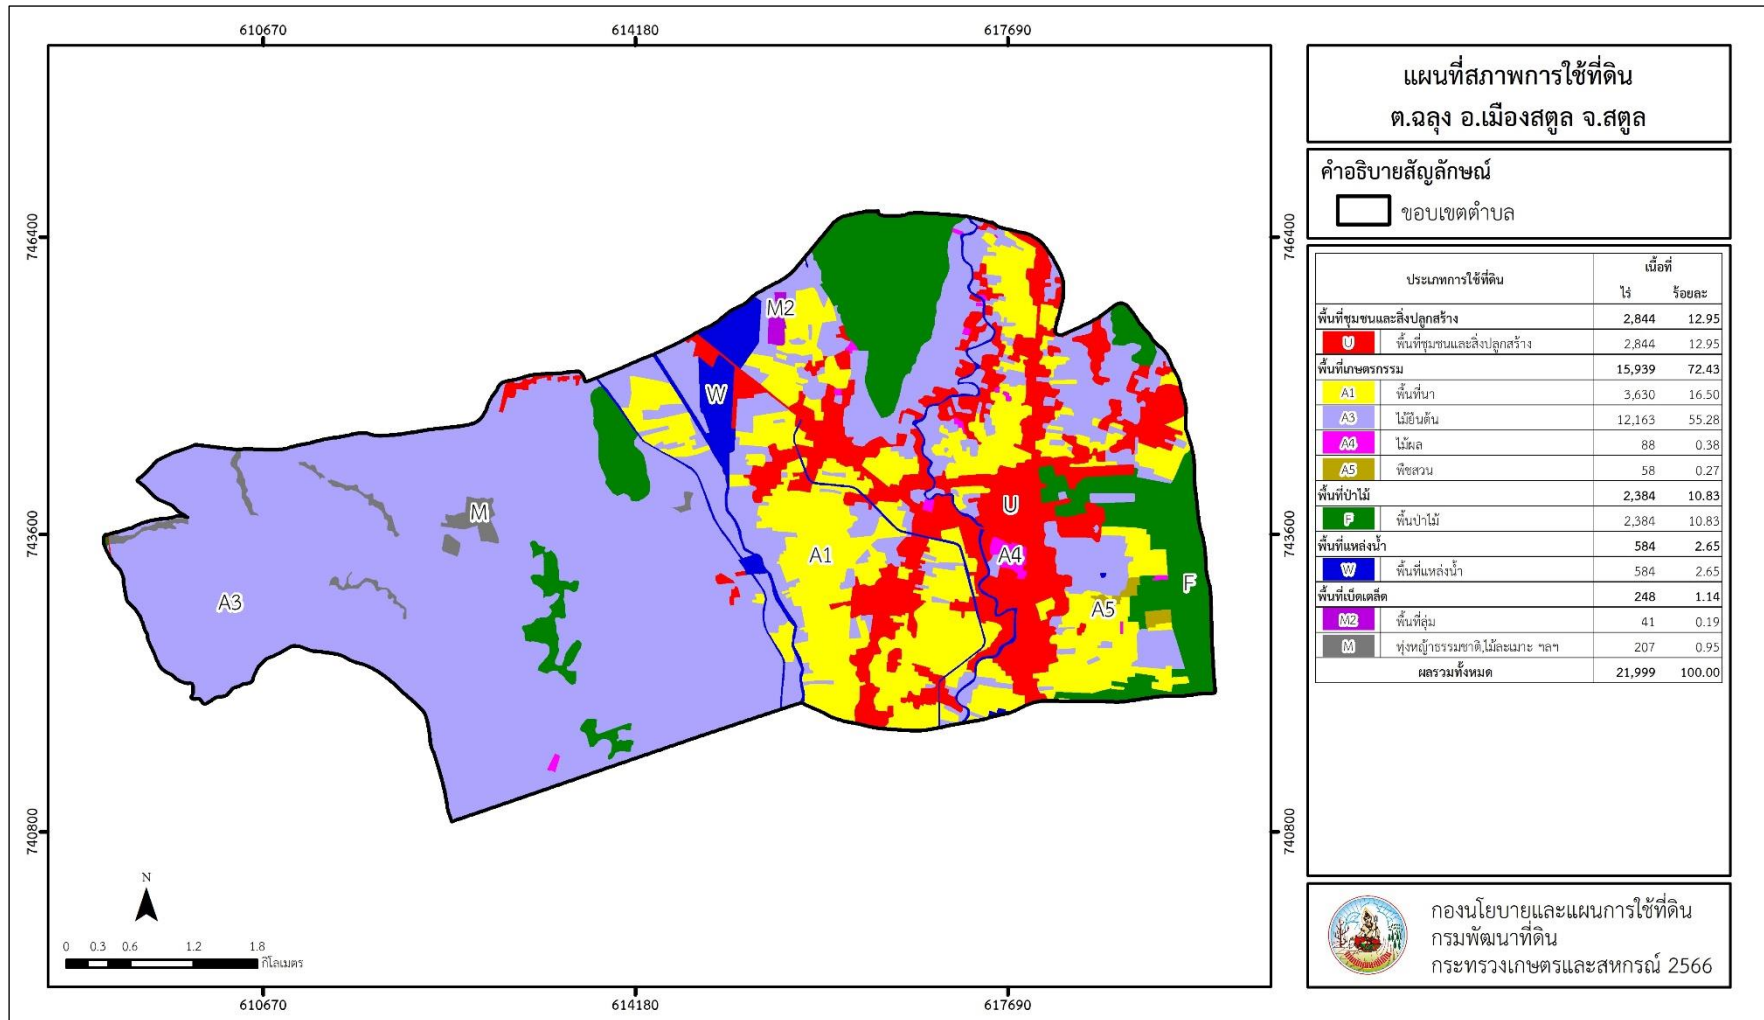 610670 614180 617690
746400 746400
743600 743600
740800 740800
M2
W
M
U
A1
A4
A3
A5
F
N
0 0.3 0.6 1.2 1.8
กิโลเมตร
610670 614180 617690
แผนที่สภาพการใช้ที่ดิน
ต.ฉลุง อ.เมืองสตูล จ.สตูล
คำอธิบายสัญลักษณ์
ขอบเขตตำบล
ประเภทการใช้ที่ดิน เนื้อที่
ไร่ ร้อยละ
พื้นที่ชุมชนและสิ่งปลูกสร้าง 2,844 12.95
U พื้นที่ชุมชนและสิ่งปลูกสร้าง 2,844 12.95
พื้นที่เกษตรกรรม 15,939 72.43
A1 พื้นที่นา 3,630 16.50
A3 ไม้ยืนต้น 12,163 55.28
A4 ไม้ผล 88 0.38
A5 พืชสวน 58 0.27
พื้นที่ป่าไม้ 2,384 10.83
F พื้นป่าไม้ 2,384 10.83
พื้นที่แหล่งน้ำ 584 2.65
W พื้นที่แหล่งน้ำ 584 2.65
พื้นที่เบ็ดเตล็ด 248 1.14
M2 พื้นที่ลุ่ม 41 0.19
M ทุ่งหญ้าธรรมชาติ,ไม้ละเมาะ ฯลฯ 207 0.95
ผลรวมทั้งหมด 21,999 100.00
กองนโยบายและแผนการใช้ที่ดิน
กรมพัฒนาที่ดิน
กระทรวงเกษตรและสหกรณ์ 2566